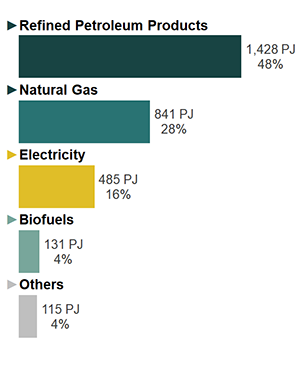 Refined Petroleum Products
1,428 PJ
48%
Natural Gas
841 PJ
28%
Electricity
485 PJ
16%
Biofuels
131 PJ
4%
Others
115 PJ
4%